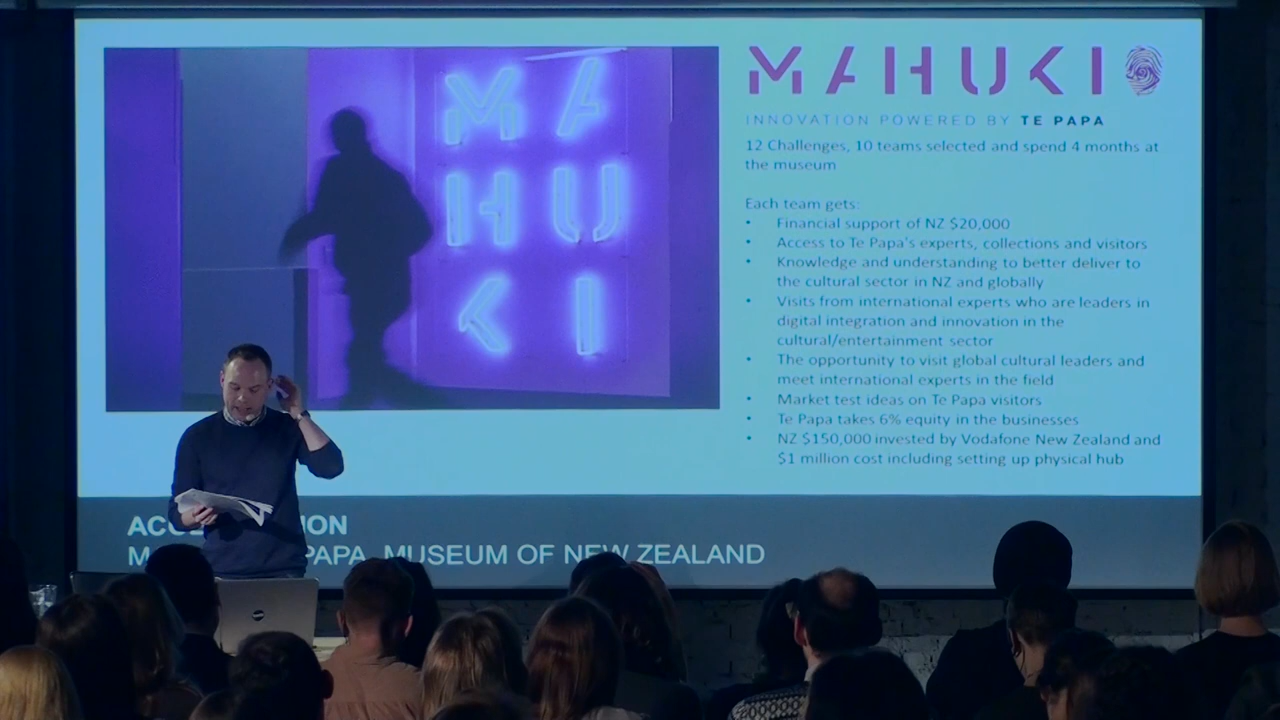 MA
HU
KI
MAHUKI
INNOVATION POWERED BY TE PAPA
12 Challenges, 10 teams selected and spend 4 months at
the museum
Each team gets:
• Financial support of NZ $20,000
• Access to Te Papa's experts, collections and visitors
• Knowledge and understanding to better deliver to
the cultural sector in NZ and globally
• Visits from international experts who are leaders in
digital integration and innovation in the
cultural/entertainment sector
• The opportunity to visit global cultural leaders and
meet international experts in the field
• Market test ideas on Te Papa visitors
• Te Papa takes 6% equity in the businesses
• NZ $150,000 invested by Vodafone New Zealand and
$1 million cost including setting up physical hub
PAPA, MUSEUM OF NEW ZEALAND